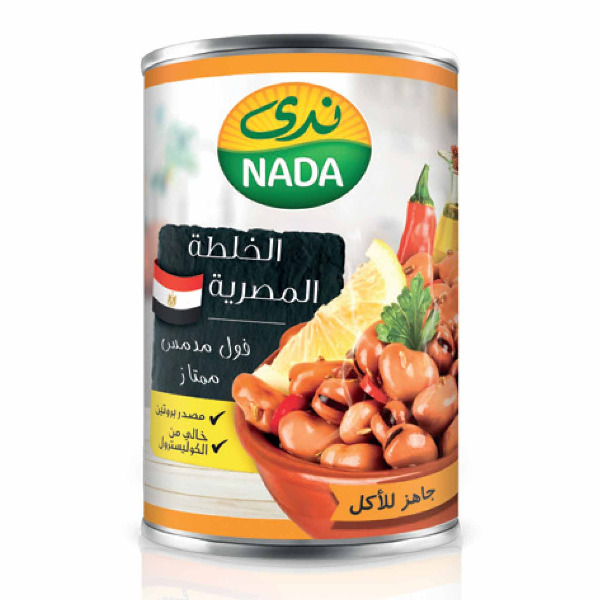 ندى
NADA
الخلطة
المصرية
فول مدمس
ممتاز
مصدر بروتين
خالي من
الكوليسترول
جاهز للأكل